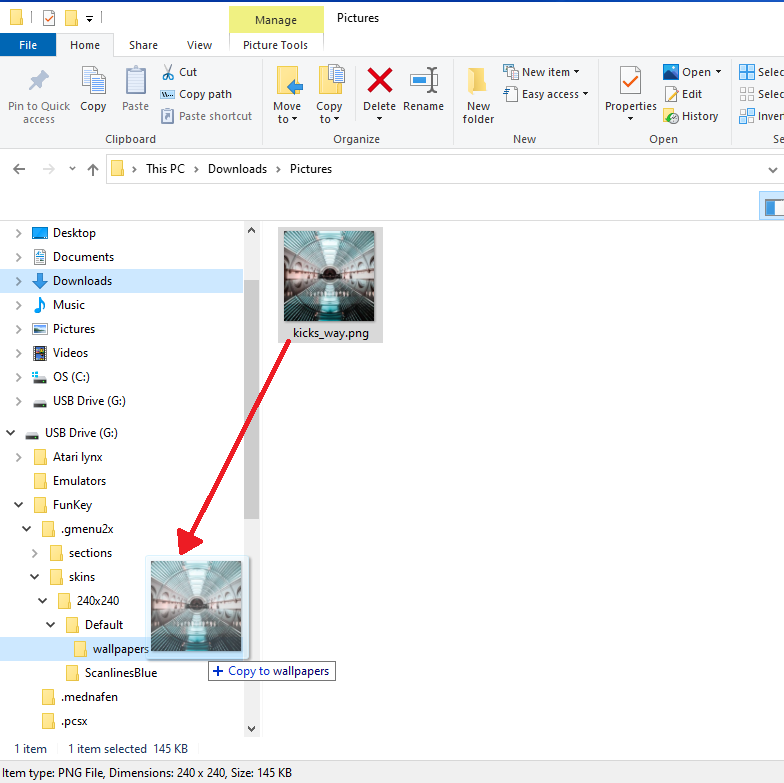 Manage
Pictures
File
Home
Share
View
Picture Tools
Pin to Quick access
Copy
Paste
Cut
Copy path
Paste shortcut
Clipboard
Move to
Copy to
Delete
Rename
Organize
New folder
New item
Easy access
New
Properties
Open
Edit
History
Open
Selec
Selec
Inver
Se
This PC > Downloads > Pictures
Desktop
Documents
Downloads
Music
Pictures
Videos
OS (C:)
USB Drive (G:)
USB Drive (G:)
Atari lynx
Emulators
FunKey
.gmenu2x
sections
skins
240x240
Default
wallpapers
ScanlinesBlue
.mednafen
.pcsx
kicks_way.png
+ Copy to wallpapers
1 item
1 item selected 145 KB
Item type: PNG File, Dimensions: 240 x 240, Size: 145 KB